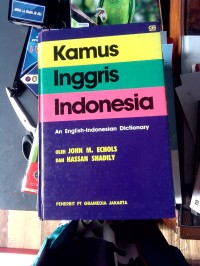 Kamus
Inggris
Indonesia
An English-Indonesian Dictionary
OLEH JOHN M. ECHOLS
DAN HASSAN SHADILY
PENERBIT PT GRAMEDIA JAKARTA